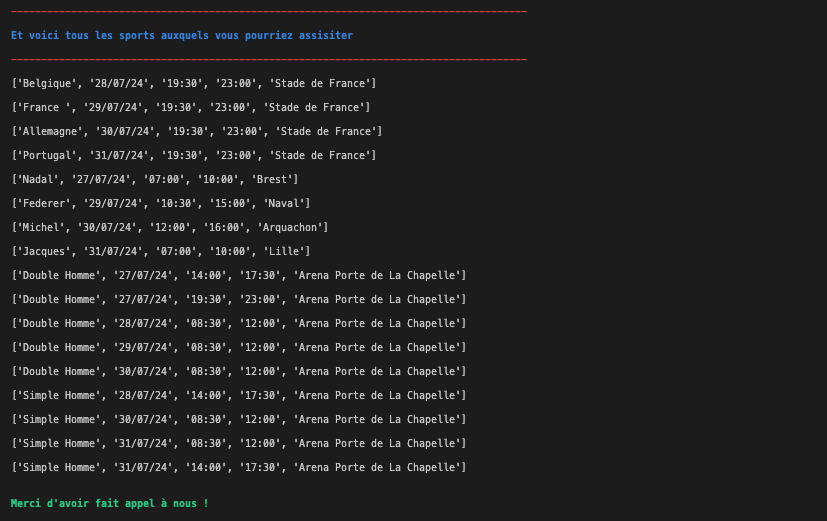 Et voici tous les sports auxquels vous pourriez assisiter
['Belgique', '28/07/24', '19:30', '23:00', 'Stade de France']
['France ', '29/07/24', '19:30', '23:00', 'Stade de France']
['Allemagne', '30/07/24', '19:30', '23:00', 'Stade de France']
['Portugal', '31/07/24', '19:30', '23:00', 'Stade de France']
['Nadal', '27/07/24', '07:00', '10:00', 'Brest']
['Federer', '29/07/24', '10:30', '15:00', 'Naval']
['Michel', '30/07/24', '12:00', '16:00', 'Arquachon']
['Jacques', '31/07/24', '07:00', '10:00', 'Lille']
['Double Homme', '27/07/24', '14:00', '17:30', 'Arena Porte de La Chapelle']
['Double Homme', '27/07/24', '19:30', '23:00', 'Arena Porte de La Chapelle']
['Double Homme', '28/07/24', '08:30', '12:00', 'Arena Porte de La Chapelle']
['Double Homme', '29/07/24', '08:30', '12:00', 'Arena Porte de La Chapelle']
['Double Homme', '30/07/24', '08:30', '12:00', 'Arena Porte de La Chapelle']
['Simple Homme', '28/07/24', '14:00', '17:30', 'Arena Porte de La Chapelle']
['Simple Homme', '30/07/24', '08:30', '12:00', 'Arena Porte de La Chapelle']
['Simple Homme', '31/07/24', '08:30', '12:00', 'Arena Porte de La Chapelle']
['Simple Homme', '31/07/24', '14:00', '17:30', 'Arena Porte de La Chapelle']
Merci d'avoir fait appel à nous !